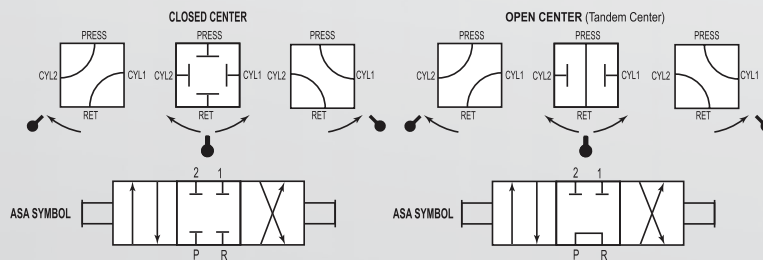 CLOSED CENTER
PRESS
CYL2
RET
CYL1
PRESS
CYL2
CYL1
RET
PRESS
CYL2
CYL1
RET
2 1
ASA SYMBOL
P R
OPEN CENTER (Tandem Center)
PRESS
CYL2
CYL1
RET
PRESS
CYL2
CYL1
RET
PRESS
CYL2
CYL1
RET
2 1
ASA SYMBOL
P R